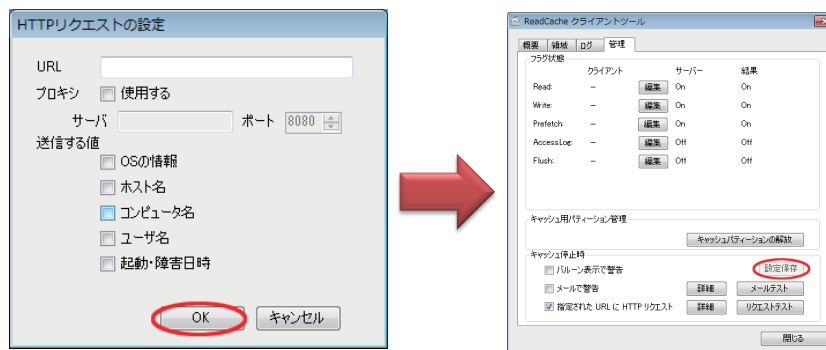 HTTPリクエストの設定
URL
プロキシ 使用する
サーバ ポート 8080
送信する値
OSの情報
ホスト名
コンピュータ名
ユーザ名
起動・障害日時
OK キャンセル
ReadCache クライアントツール
概要 領域 ログ 管理
フラグ状態
クライアント サーバー 結果
Read: － 編集 On On
Write: － 編集 On On
Prefetch: － 編集 On On
AccessLog: － 編集 Off Off
Flush: － 編集 Off Off
キャッシュ用パーティション管理
キャッシュパーティションの解放
キャッシュ停止時
バルーン表示で警告 設定保存
メールで警告 詳細 メールテスト
指定された URL に HTTP リクエスト 詳細 リクエストテスト
閉じる